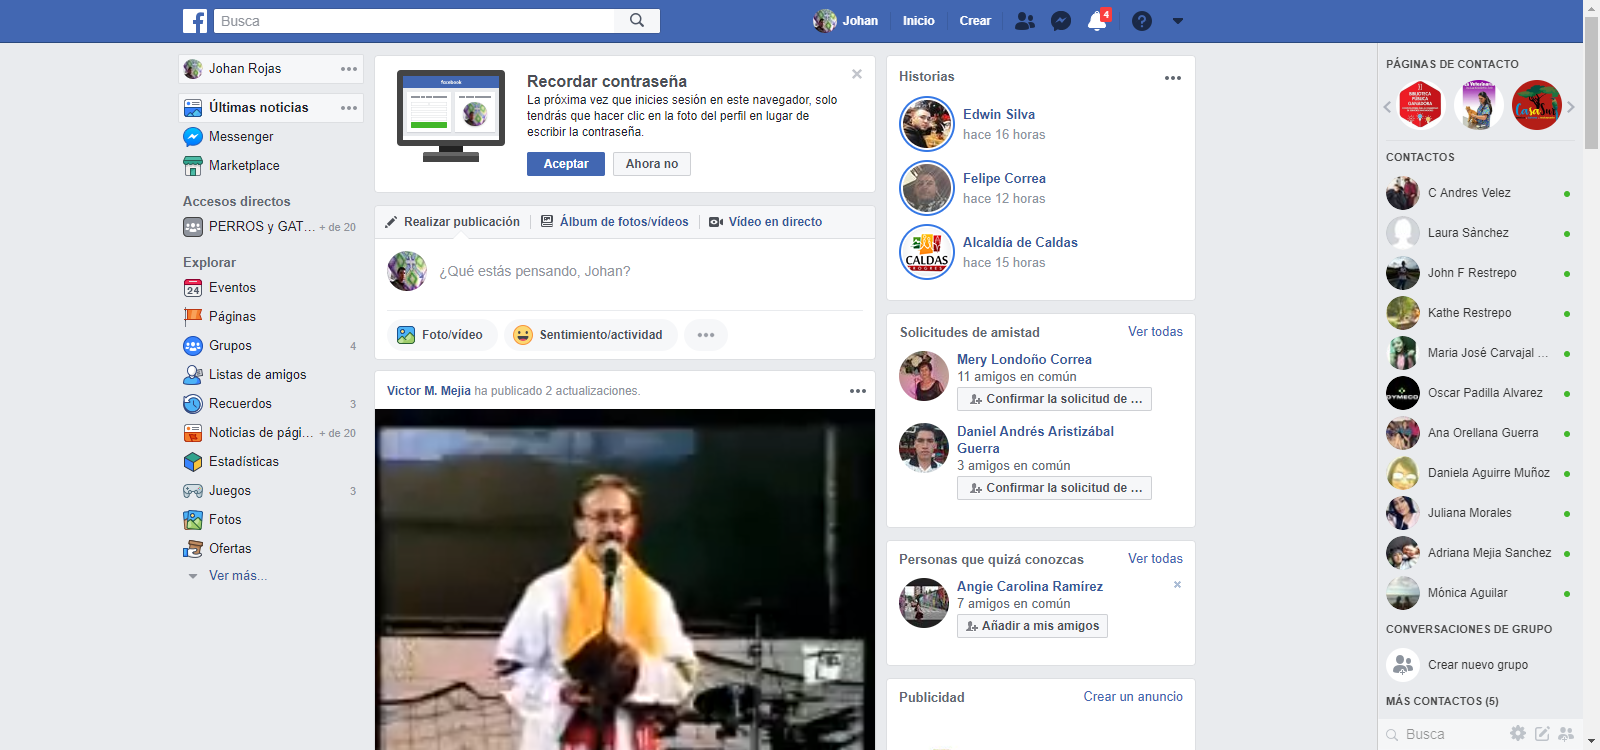 Busca
Johan
Inicio
Crear
4
Johan Rojas
Últimas noticias
Messenger
Marketplace
Accesos directos
PERROS y GAT... + de 20
Explorar
24 Eventos
Páginas
Grupos 4
Listas de amigos
Recuerdos 3
Noticias de pági... + de 20
Estadísticas
Juegos 3
Fotos
Ofertas
Ver más...
facebook
Recordar contraseña
La próxima vez que inicies sesión en este navegador, solo
tendrás que hacer clic en la foto del perfil en lugar de
escribir la contraseña.
Aceptar
Ahora no
Realizar publicación
Álbum de fotos/vídeos
Vídeo en directo
¿Qué estás pensando, Johan?
Foto/vídeo
Sentimiento/actividad
Victor M. Mejia ha publicado 2 actualizaciones.
Historias
Edwin Silva
hace 16 horas
Felipe Correa
hace 12 horas
CALDAS
PROGRESA
Alcaldía de Caldas
hace 15 horas
Solicitudes de amistad
Ver todas
Mery Londoño Correa
11 amigos en común
Confirmar la solicitud de ...
Daniel Andrés Aristizábal
Guerra
3 amigos en común
Confirmar la solicitud de ...
Personas que quizá conozcas
Ver todas
Angie Carolina Ramírez
7 amigos en común
Añadir a mis amigos
Publicidad
Crear un anuncio
PÁGINAS DE CONTACTO
BIBLIOTECA
PÚBLICA
GANADORA
CONTACTOS
C Andres Velez
Laura Sànchez
John F Restrepo
Kathe Restrepo
Maria José Carvajal ...
Oscar Padilla Alvarez
Ana Orellana Guerra
Daniela Aguirre Muñoz
Juliana Morales
Adriana Mejia Sanchez
Mónica Aguilar
CONVERSACIONES DE GRUPO
Crear nuevo grupo
MÁS CONTACTOS (5)
Busca